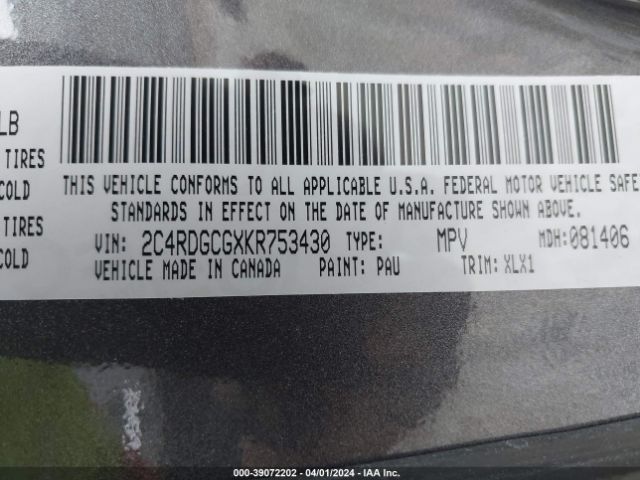 LB
TIRES
COLD
TIRES
COLD
THIS VEHICLE CONFORMS TO ALL APPLICABLE U.S.A. FEDERAL MOTOR VEHICLE SAFE
STANDARDS IN EFFECT ON THE DATE OF MANUFACTURE SHOWN ABOVE.
VIN: 2C4RDGCGXKR753430 TYPE: MPV MDH:081406
VEHICLE MADE IN CANADA PAINT: PAU TRIM: XLX1
000-39072202 - 04/01/2024 - IAA Inc.